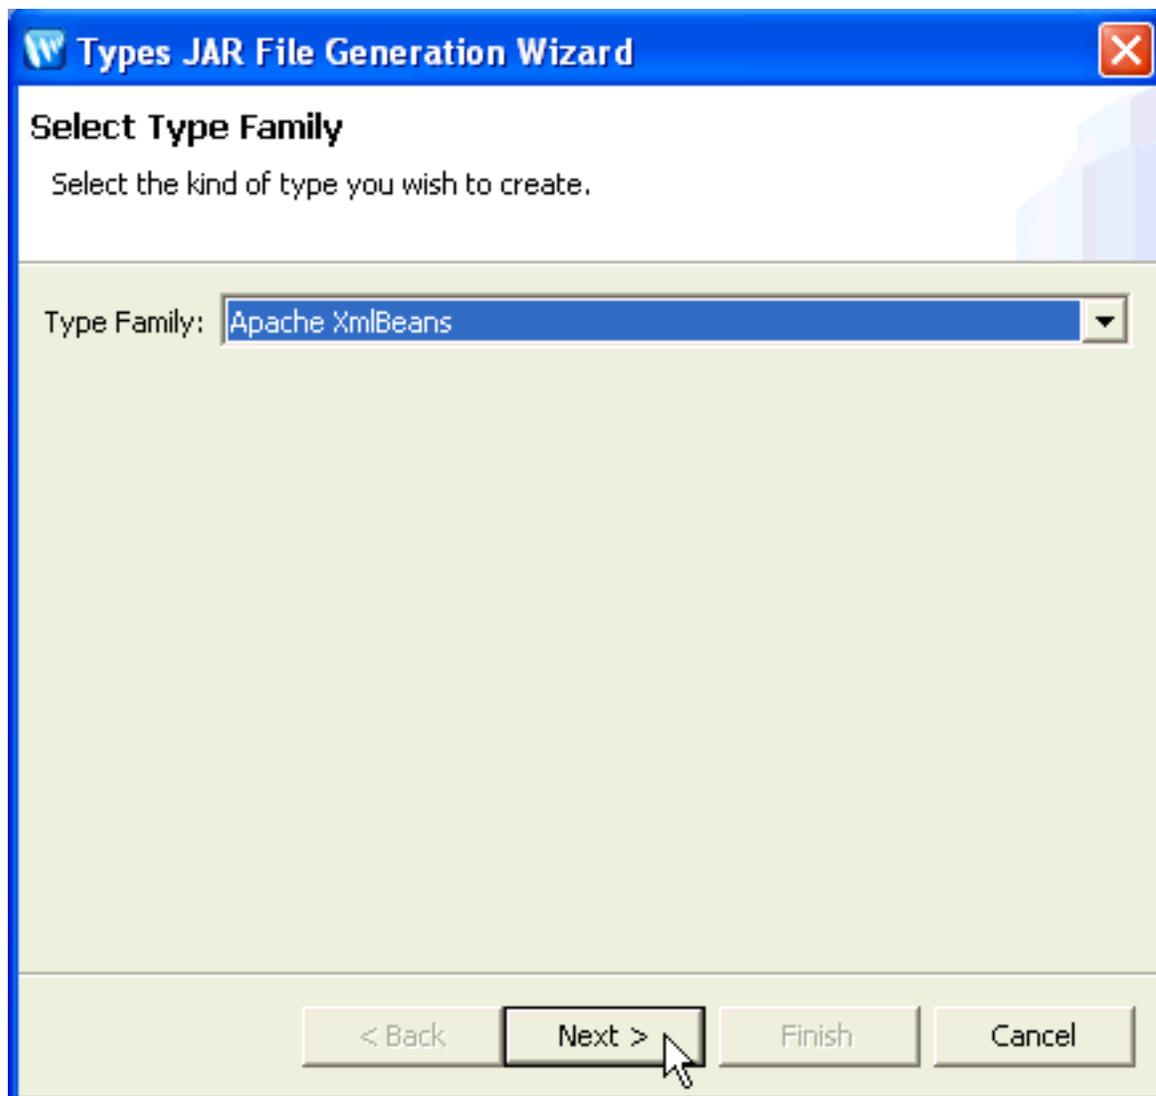 Types JAR File Generation Wizard
Select Type Family
Select the kind of type you wish to create.
Type Family: Apache XmlBeans
< Back Next > Finish Cancel